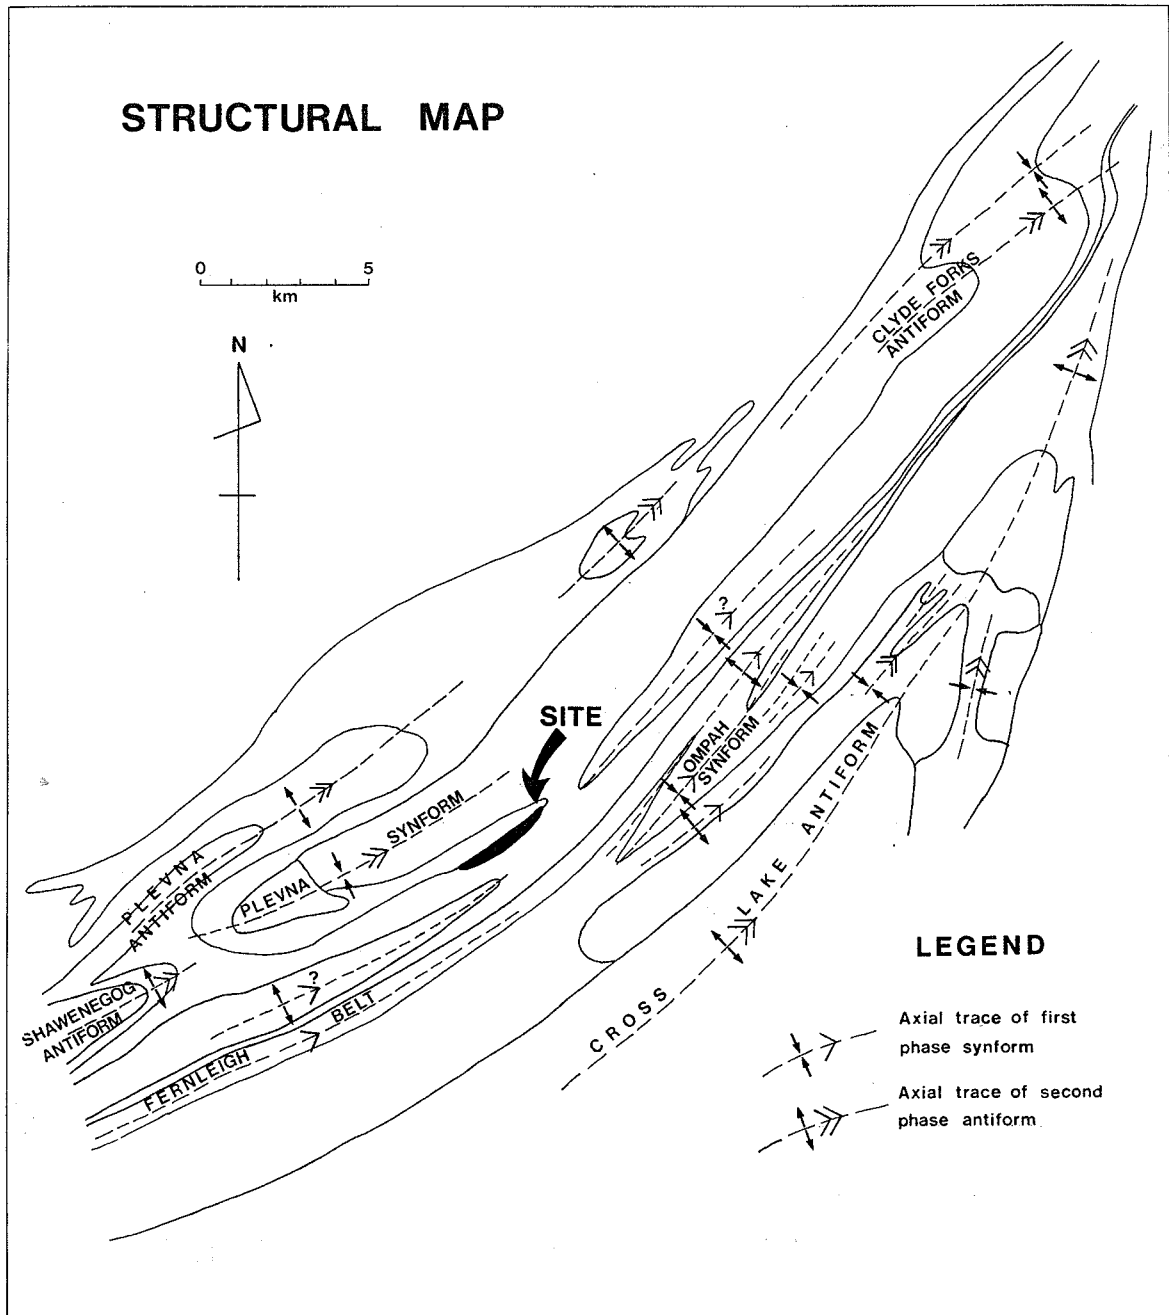 STRUCTURAL MAP
0 5
km
N
CLYDE FORKS
ANTIFORM
?
SITE
OMPAH
SYNFORM
PLEVNA
ANTIFORM
PLEVNA SYNFORM
CROSS LAKE ANTIFORM
SHAWENEGOG
ANTIFORM
?
FERNLEIGH BELT
LEGEND
Axial trace of first
phase synform
Axial trace of second
phase antiform